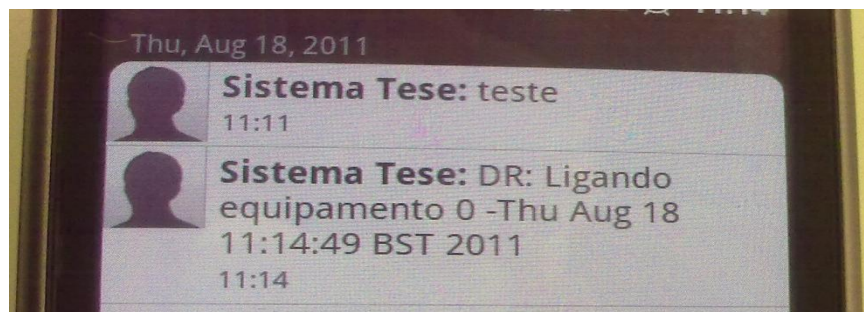 Thu, Aug 18, 2011
Sistema Tese: teste
11:11
Sistema Tese: DR: Ligando
equipamento 0 -Thu Aug 18
11:14:49 BST 2011
11:14